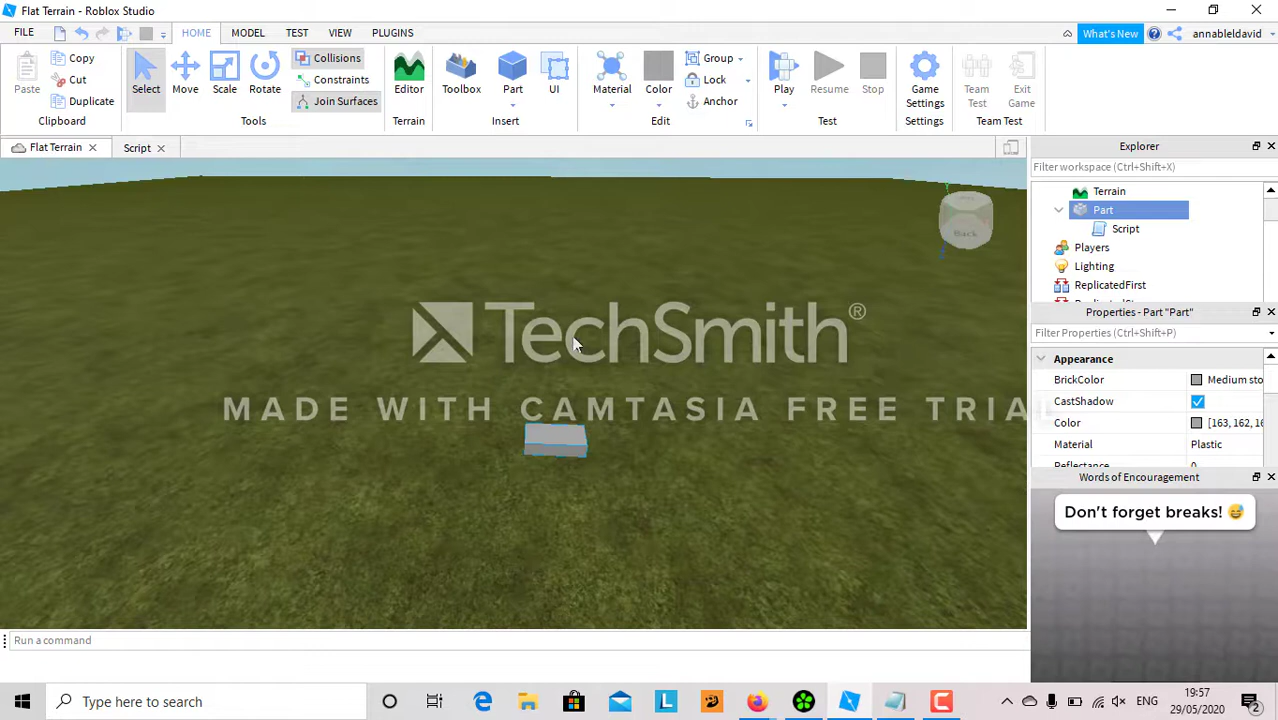 Flat Terrain - Roblox Studio
FILE
HOME
MODEL
TEST
VIEW
PLUGINS
What's New
annableldavid
Paste
Copy
Cut
Duplicate
Clipboard
Select
Move
Scale
Rotate
Collisions
Constraints
Join Surfaces
Tools
Editor
Terrain
Toolbox
Part
UI
Insert
Material
Color
Group
Lock
Anchor
Edit
Play
Resume
Stop
Test
Game
Settings
Settings
Team
Test
Exit
Game
Team Test
Flat Terrain
Script
Back
TechSmith®
MADE WITH CAMTASIA FREE TRIAL
Explorer
Filter workspace (Ctrl+Shift+X)
Terrain
Part
Script
Players
Lighting
ReplicatedFirst
Properties - Part "Part"
Filter Properties (Ctrl+Shift+P)
Appearance
BrickColor Medium sto
CastShadow
Color [163, 162, 16
Material Plastic
Reflectance 0
Words of Encouragement
Don't forget breaks! 😅
Run a command
Type here to search
ENG
19:57
29/05/2020
2